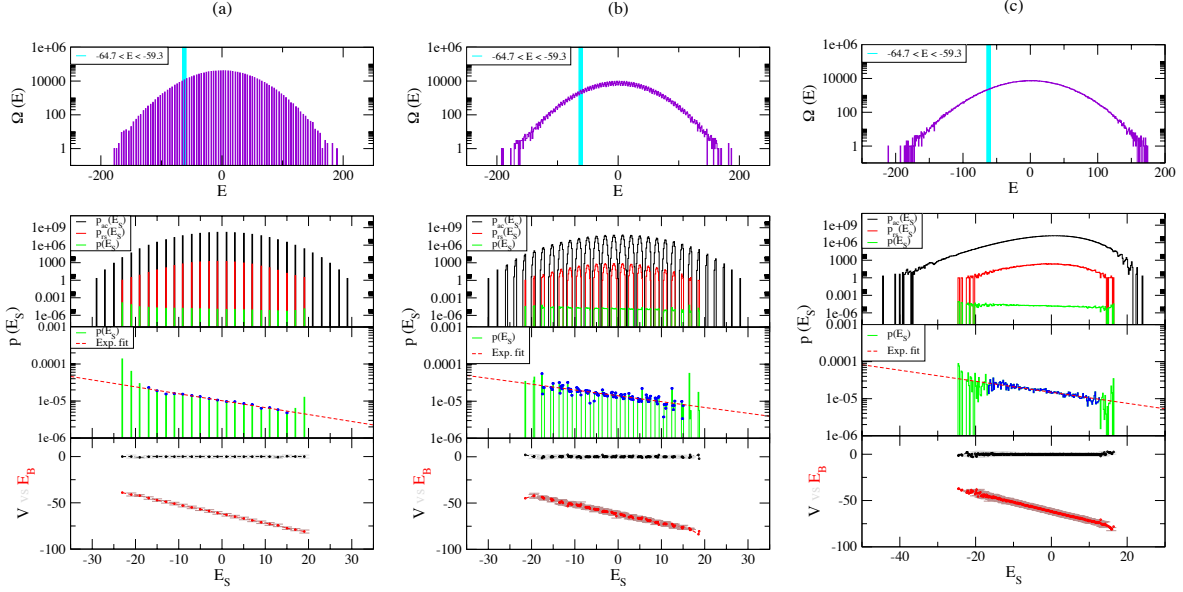 (a)
1e+06
10000
100
1
Ω (E)
-64.7 < E < -59.3
-200
0
200
E
1e+09
1e+06
1
0.001
1e-06
0.001
p_ac(E_S)
p_rs(E_S)
p(E_S)
p (E_S)
p(E_S)
Exp. fit
0.0001
1e-05
1e-06
0
-50
-100
V vs E_B
-30
-20
-10
0
10
20
30
E_S
(b)
1e+06
10000
100
1
Ω (E)
-64.7 < E < -59.3
-200
0
200
E
1e+09
1e+06
1
0.001
1e-06
0.001
p_ac(E_S)
p_rs(E_S)
p(E_S)
p (E_S)
p(E_S)
Exp. fit
0.0001
1e-05
1e-06
0
-50
-100
V vs E_B
-30
-20
-10
0
10
20
30
E_S
(c)
1e+06
10000
100
1
Ω (E)
-64.7 < E < -59.3
-200
-100
0
100
200
E
1e+09
1e+06
1
0.001
1e-06
0.001
p_ac(E_S)
p_rs(E_S)
p(E_S)
p (E_S)
p(E_S)
Exp. fit
0.0001
1e-05
1e-06
0
-50
-100
V vs E_B
-40
-20
0
20
E_S